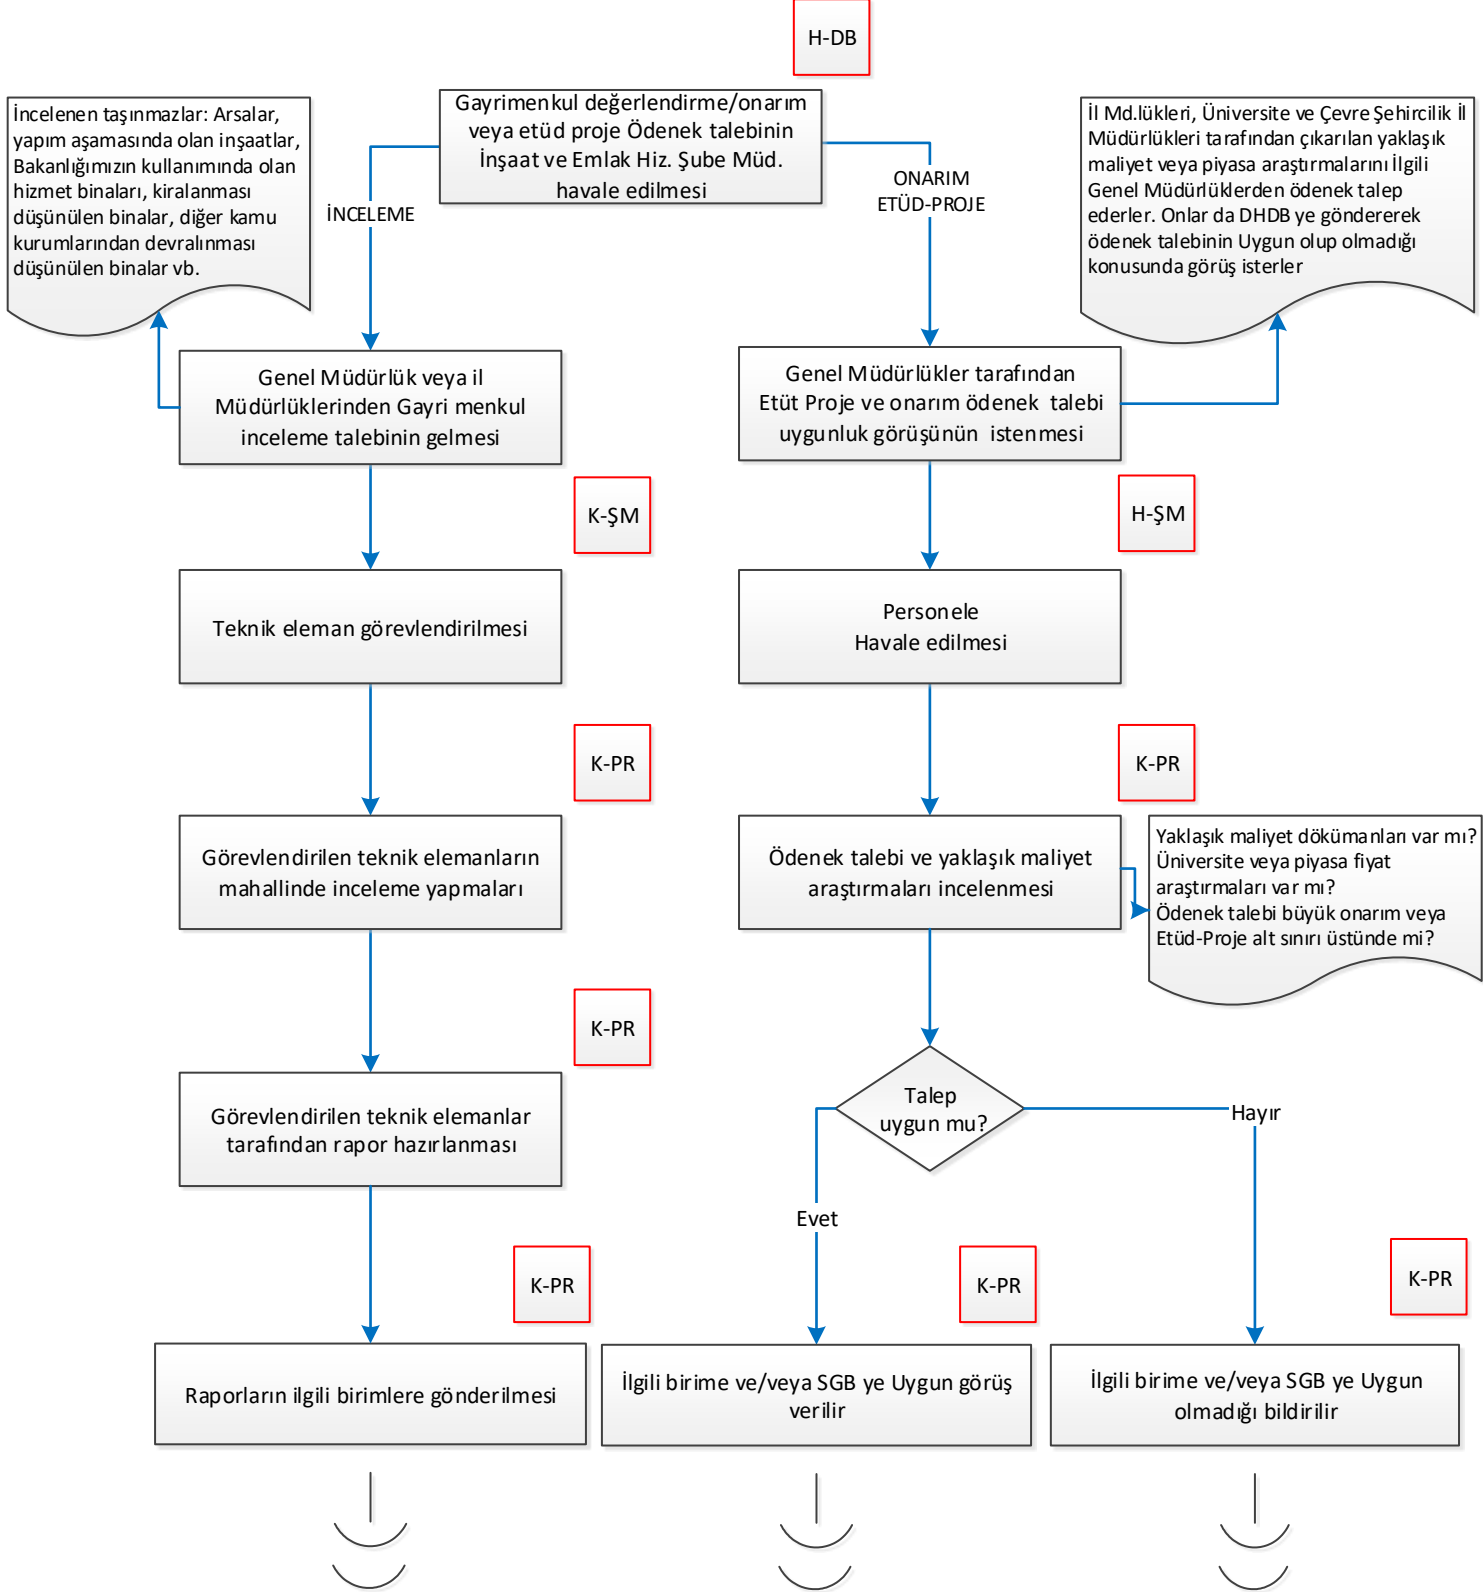 H-DB
Gayrimenkul değerlendirme/onarım
veya etüd proje Ödenek talebinin
İnşaat ve Emlak Hiz. Şube Müd.
havale edilmesi
İncelenen taşınmazlar: Arsalar,
yapım aşamasında olan inşaatlar,
Bakanlığımızın kullanımında olan
hizmet binaları, kiralanması
düşünülen binalar, diğer kamu
kurumlarından devralınması
düşünülen binalar vb.
İl Md.lükleri, Üniversite ve Çevre Şehircilik İl
Müdürlükleri tarafından çıkarılan yaklaşık
maliyet veya piyasa araştırmalarını İlgili
Genel Müdürlüklerden ödenek talep
ederler. Onlar da DHDB ye göndererek
ödenek talebinin Uygun olup olmadığı
konusunda görüş isterler
İNCELEME
ONARIM
ETÜD-PROJE
Genel Müdürlük veya il
Müdürlüklerinden Gayri menkul
inceleme talebinin gelmesi
Genel Müdürlükler tarafından
Etüt Proje ve onarım ödenek talebi
uygunluk görüşünün istenmesi
K-ŞM
H-ŞM
Teknik eleman görevlendirilmesi
Personele
Havale edilmesi
K-PR
K-PR
Görevlendirilen teknik elemanların
mahallinde inceleme yapmaları
Ödenek talebi ve yaklaşık maliyet
araştırmaları incelenmesi
Yaklaşık maliyet dökümanları var mı?
Üniversite veya piyasa fiyat
araştırmaları var mı?
Ödenek talebi büyük onarım veya
Etüd-Proje alt sınırı üstünde mi?
K-PR
Görevlendirilen teknik elemanlar
tarafından rapor hazırlanması
Talep
uygun mu?
Hayır
Evet
K-PR
K-PR
K-PR
Raporların ilgili birimlere gönderilmesi
İlgili birime ve/veya SGB ye Uygun görüş
verilir
İlgili birime ve/veya SGB ye Uygun
olmadığı bildirilir